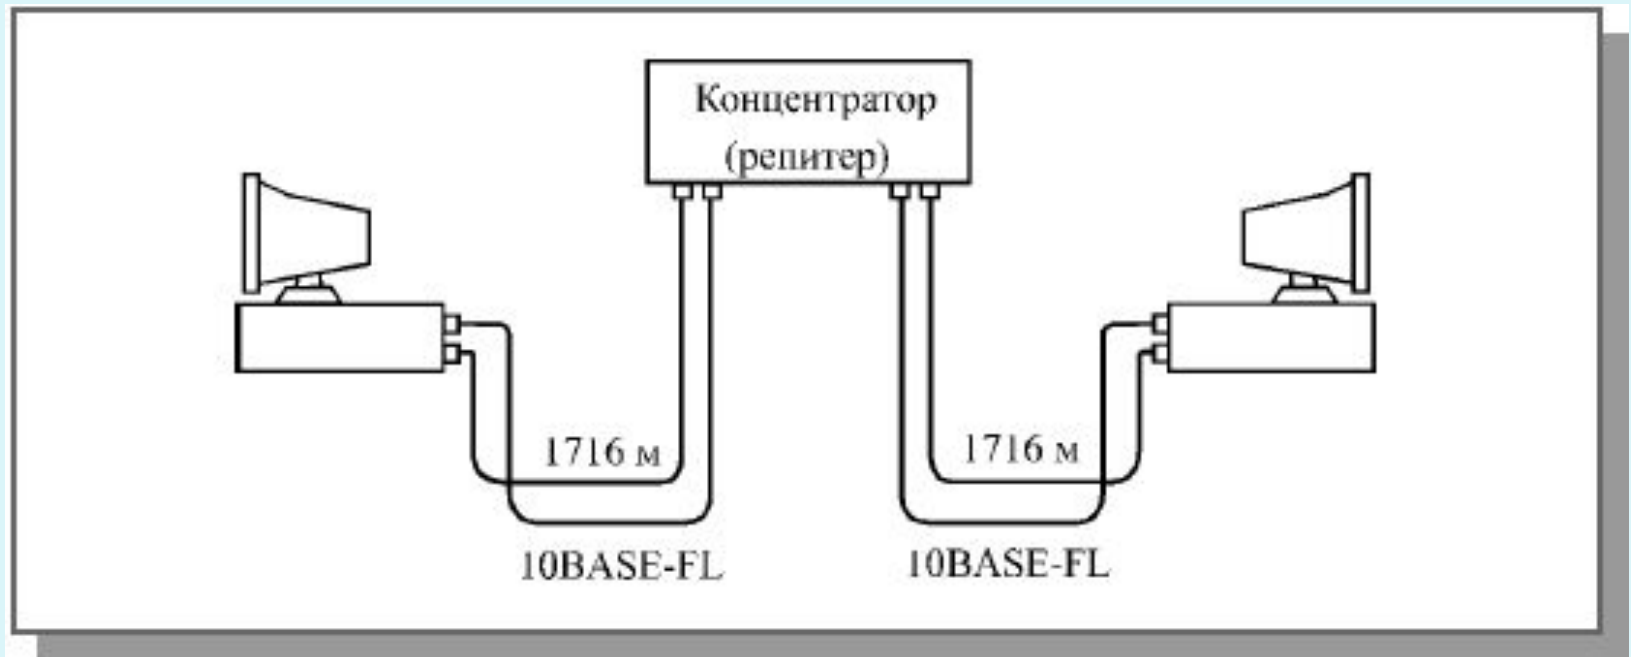 Концентратор
(репитер)
1716 м
1716 м
10BASE-FL
10BASE-FL